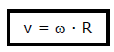 v = ω · R